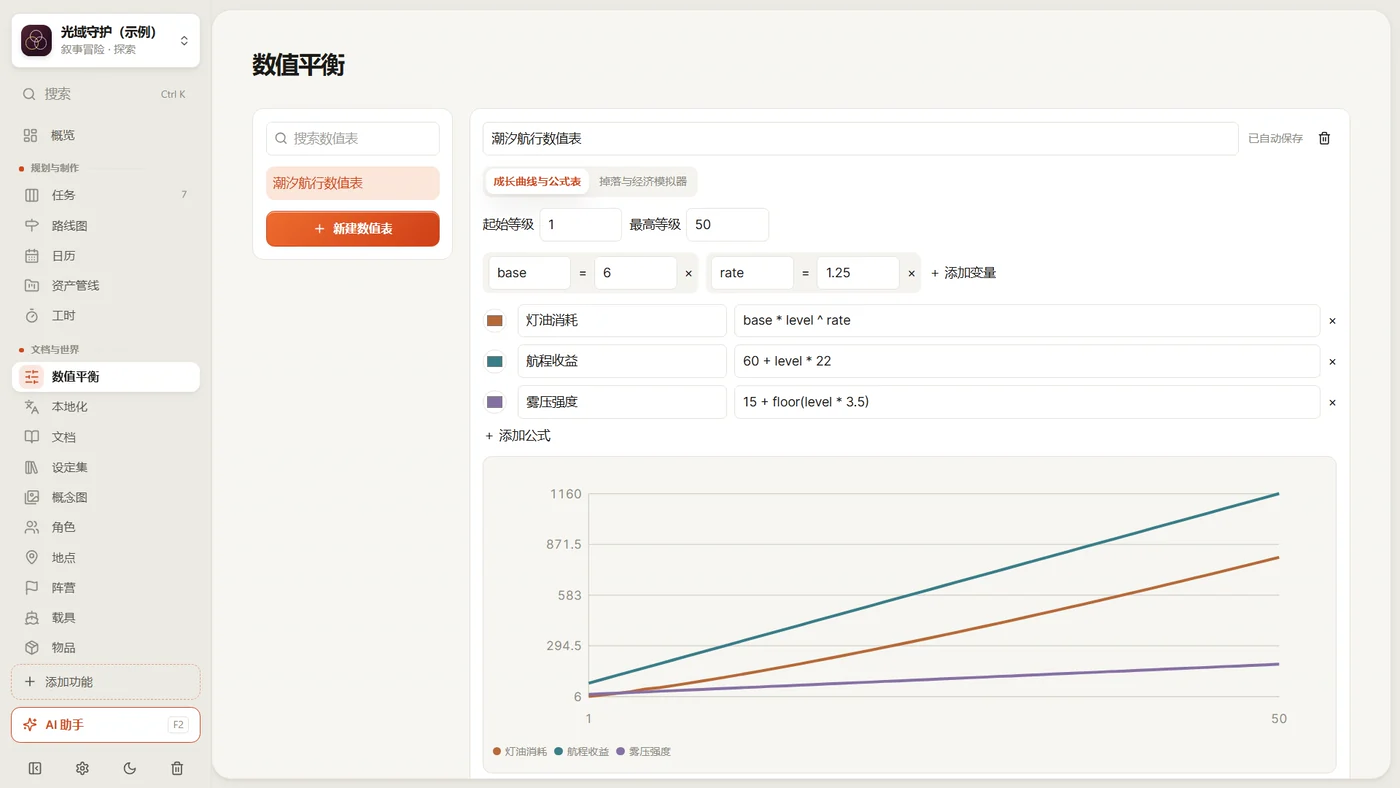 光域守护（示例）
叙事冒险 · 探索
搜索 Ctrl K
概览
规划与制作
任务 7
路线图
日历
资产管线
工时
文档与世界
数值平衡
本地化
文档
设定集
概念图
角色
地点
阵营
载具
物品
+ 添加功能
AI 助手 F2
数值平衡
搜索数值表
潮汐航行数值表
+ 新建数值表
潮汐航行数值表 已自动保存
成长曲线与公式表 掉落与经济模拟器
起始等级 1 最高等级 50
base = 6 × rate = 1.25 × + 添加变量
灯油消耗 base * level ^ rate ×
航程收益 60 + level * 22 ×
雾压强度 15 + floor(level * 3.5) ×
+ 添加公式
1160
871.5
583
294.5
6
1 50
灯油消耗 航程收益 雾压强度